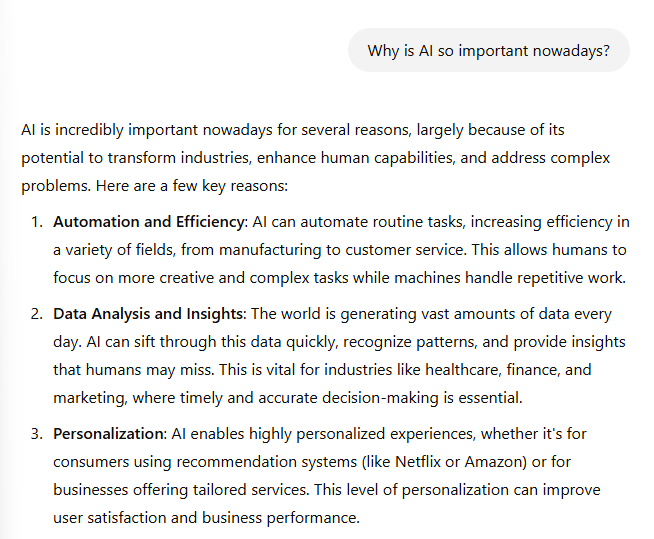 Why is AI so important nowadays?
AI is incredibly important nowadays for several reasons, largely because of its
potential to transform industries, enhance human capabilities, and address complex
problems. Here are a few key reasons:
1. Automation and Efficiency: AI can automate routine tasks, increasing efficiency in
a variety of fields, from manufacturing to customer service. This allows humans to
focus on more creative and complex tasks while machines handle repetitive work.
2. Data Analysis and Insights: The world is generating vast amounts of data every
day. AI can sift through this data quickly, recognize patterns, and provide insights
that humans may miss. This is vital for industries like healthcare, finance, and
marketing, where timely and accurate decision-making is essential.
3. Personalization: AI enables highly personalized experiences, whether it's for
consumers using recommendation systems (like Netflix or Amazon) or for
businesses offering tailored services. This level of personalization can improve
user satisfaction and business performance.